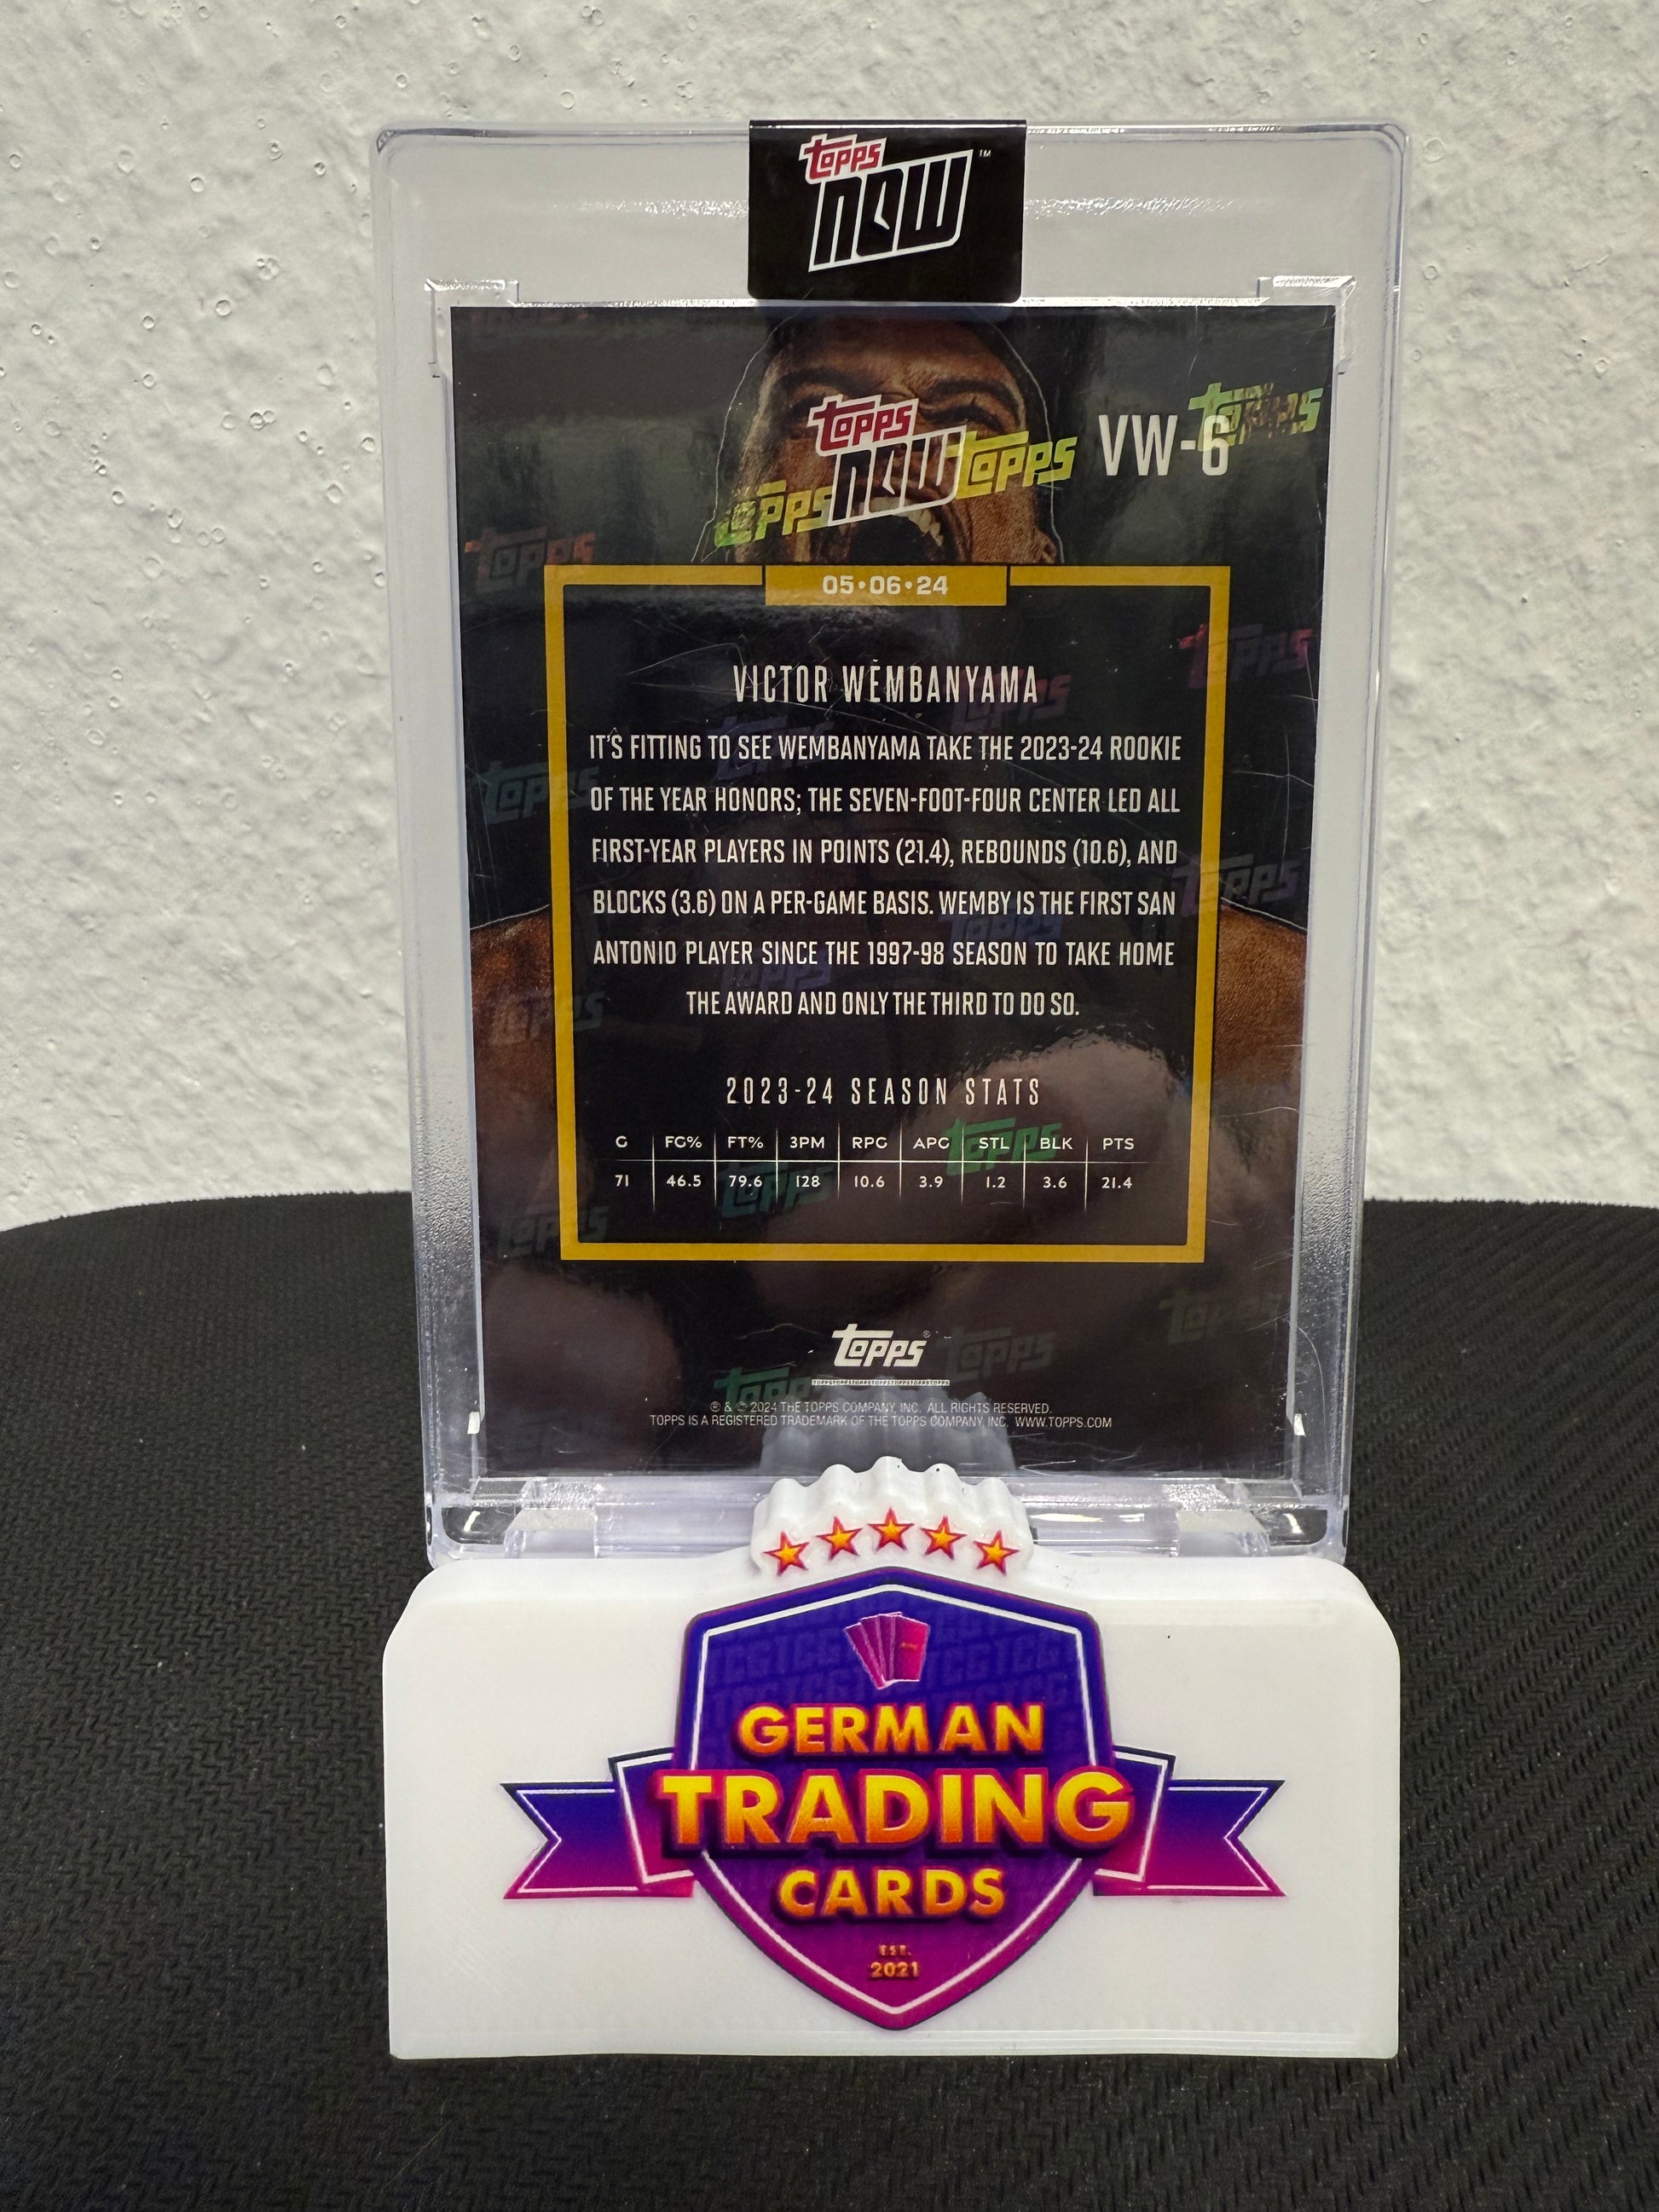 TOPPS
NOW™
TOPPS
NOW
VW-6
05•06•24
VICTOR WEMBANYAMA
IT'S FITTING TO SEE WEMBANYAMA TAKE THE 2023-24 ROOKIE
OF THE YEAR HONORS; THE SEVEN-FOOT-FOUR CENTER LED ALL
FIRST-YEAR PLAYERS IN POINTS (21.4), REBOUNDS (10.6), AND
BLOCKS (3.6) ON A PER-GAME BASIS. WEMBY IS THE FIRST SAN
ANTONIO PLAYER SINCE THE 1997-98 SEASON TO TAKE HOME
THE AWARD AND ONLY THE THIRD TO DO SO.
2023-24 SEASON STATS
G FG% FT% 3PM RPG APG STL BLK PTS
71 46.5 79.6 128 10.6 3.9 1.2 3.6 21.4
TOPPS®
® & © 2024 THE TOPPS COMPANY, INC. ALL RIGHTS RESERVED.
TOPPS IS A REGISTERED TRADEMARK OF THE TOPPS COMPANY, INC. WWW.TOPPS.COM
GERMAN
TRADING
CARDS
EST.
2021